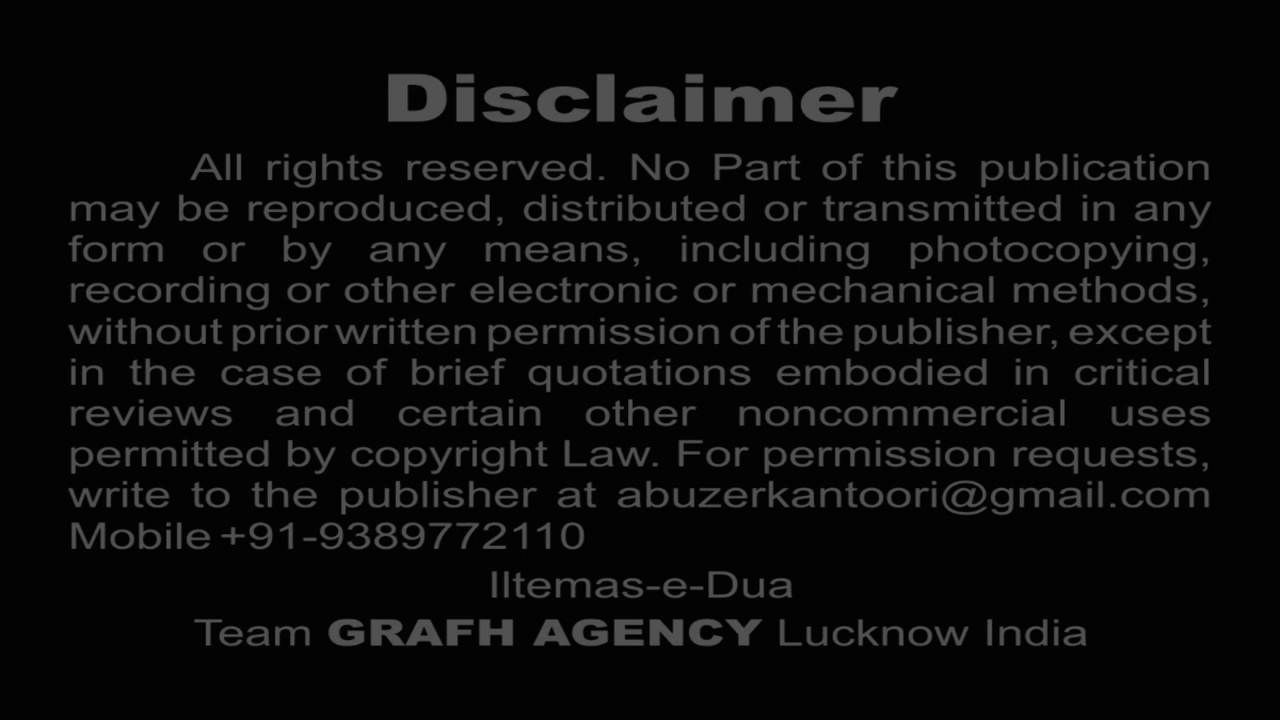 Disclaimer
All rights reserved. No Part of this publication
may be reproduced, distributed or transmitted in any
form or by any means, including photocopying,
recording or other electronic or mechanical methods,
without prior written permission of the publisher, except
in the case of brief quotations embodied in critical
reviews and certain other noncommercial uses
permitted by copyright Law. For permission requests,
write to the publisher at abuzerkantoori@gmail.com
Mobile +91-9389772110
IItemas-e-Dua
Team GRAFH AGENCY Lucknow India